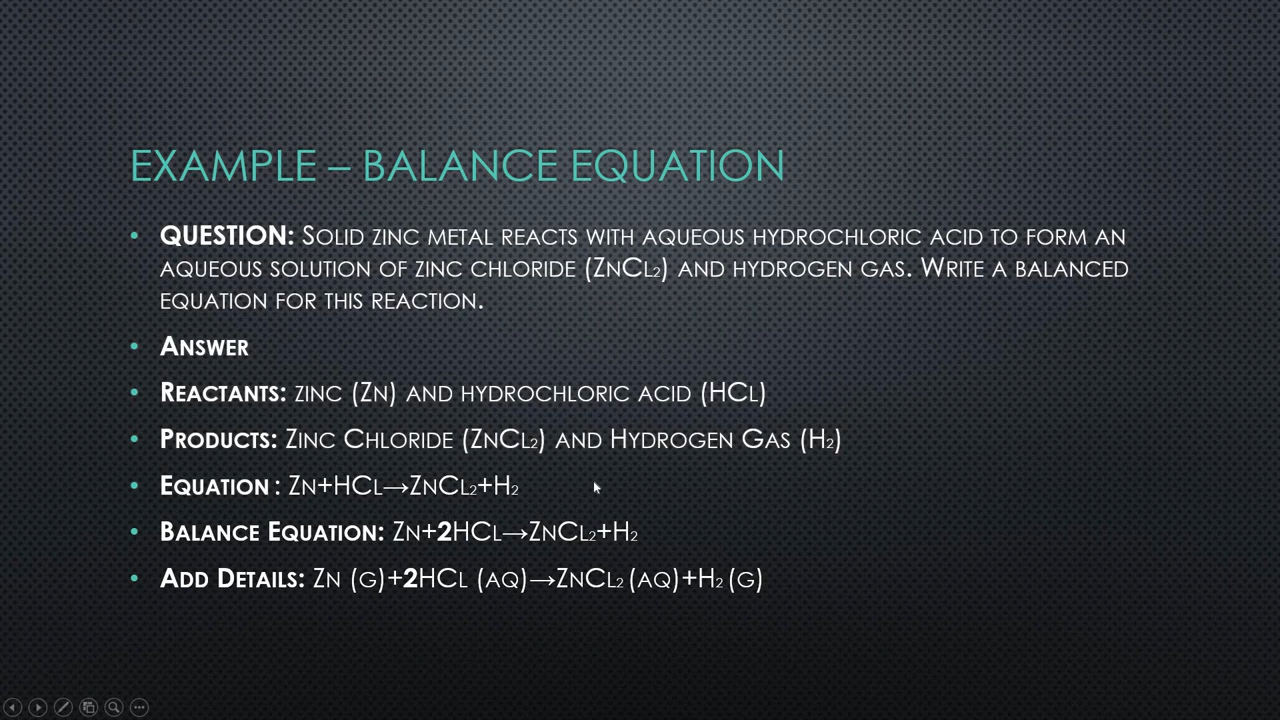 EXAMPLE – BALANCE EQUATION
• QUESTION: Solid zinc metal reacts with aqueous hydrochloric acid to form an
aqueous solution of zinc chloride (ZnCl₂) and hydrogen gas. Write a balanced
equation for this reaction.
• Answer
• Reactants: zinc (Zn) and hydrochloric acid (HCl)
• Products: Zinc Chloride (ZnCl₂) and Hydrogen Gas (H₂)
• Equation : Zn+HCl→ZnCl₂+H₂
• Balance Equation: Zn+2HCl→ZnCl₂+H₂
• Add Details: Zn (g)+2HCl (aq)→ZnCl₂ (aq)+H₂ (g)